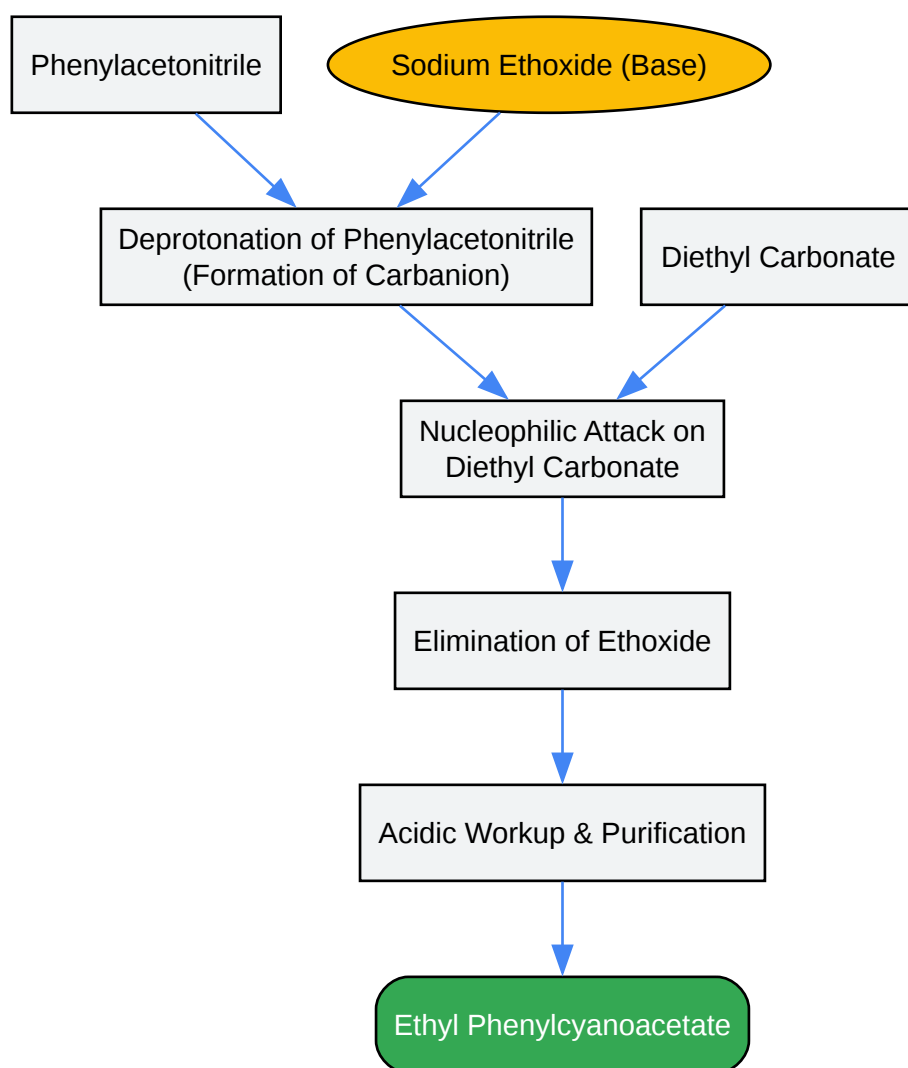 Phenylacetonitrile
Sodium Ethoxide (Base)
Deprotonation of Phenylacetonitrile
(Formation of Carbanion)
Diethyl Carbonate
Nucleophilic Attack on
Diethyl Carbonate
Elimination of Ethoxide
Acidic Workup & Purification
Ethyl Phenylcyanoacetate